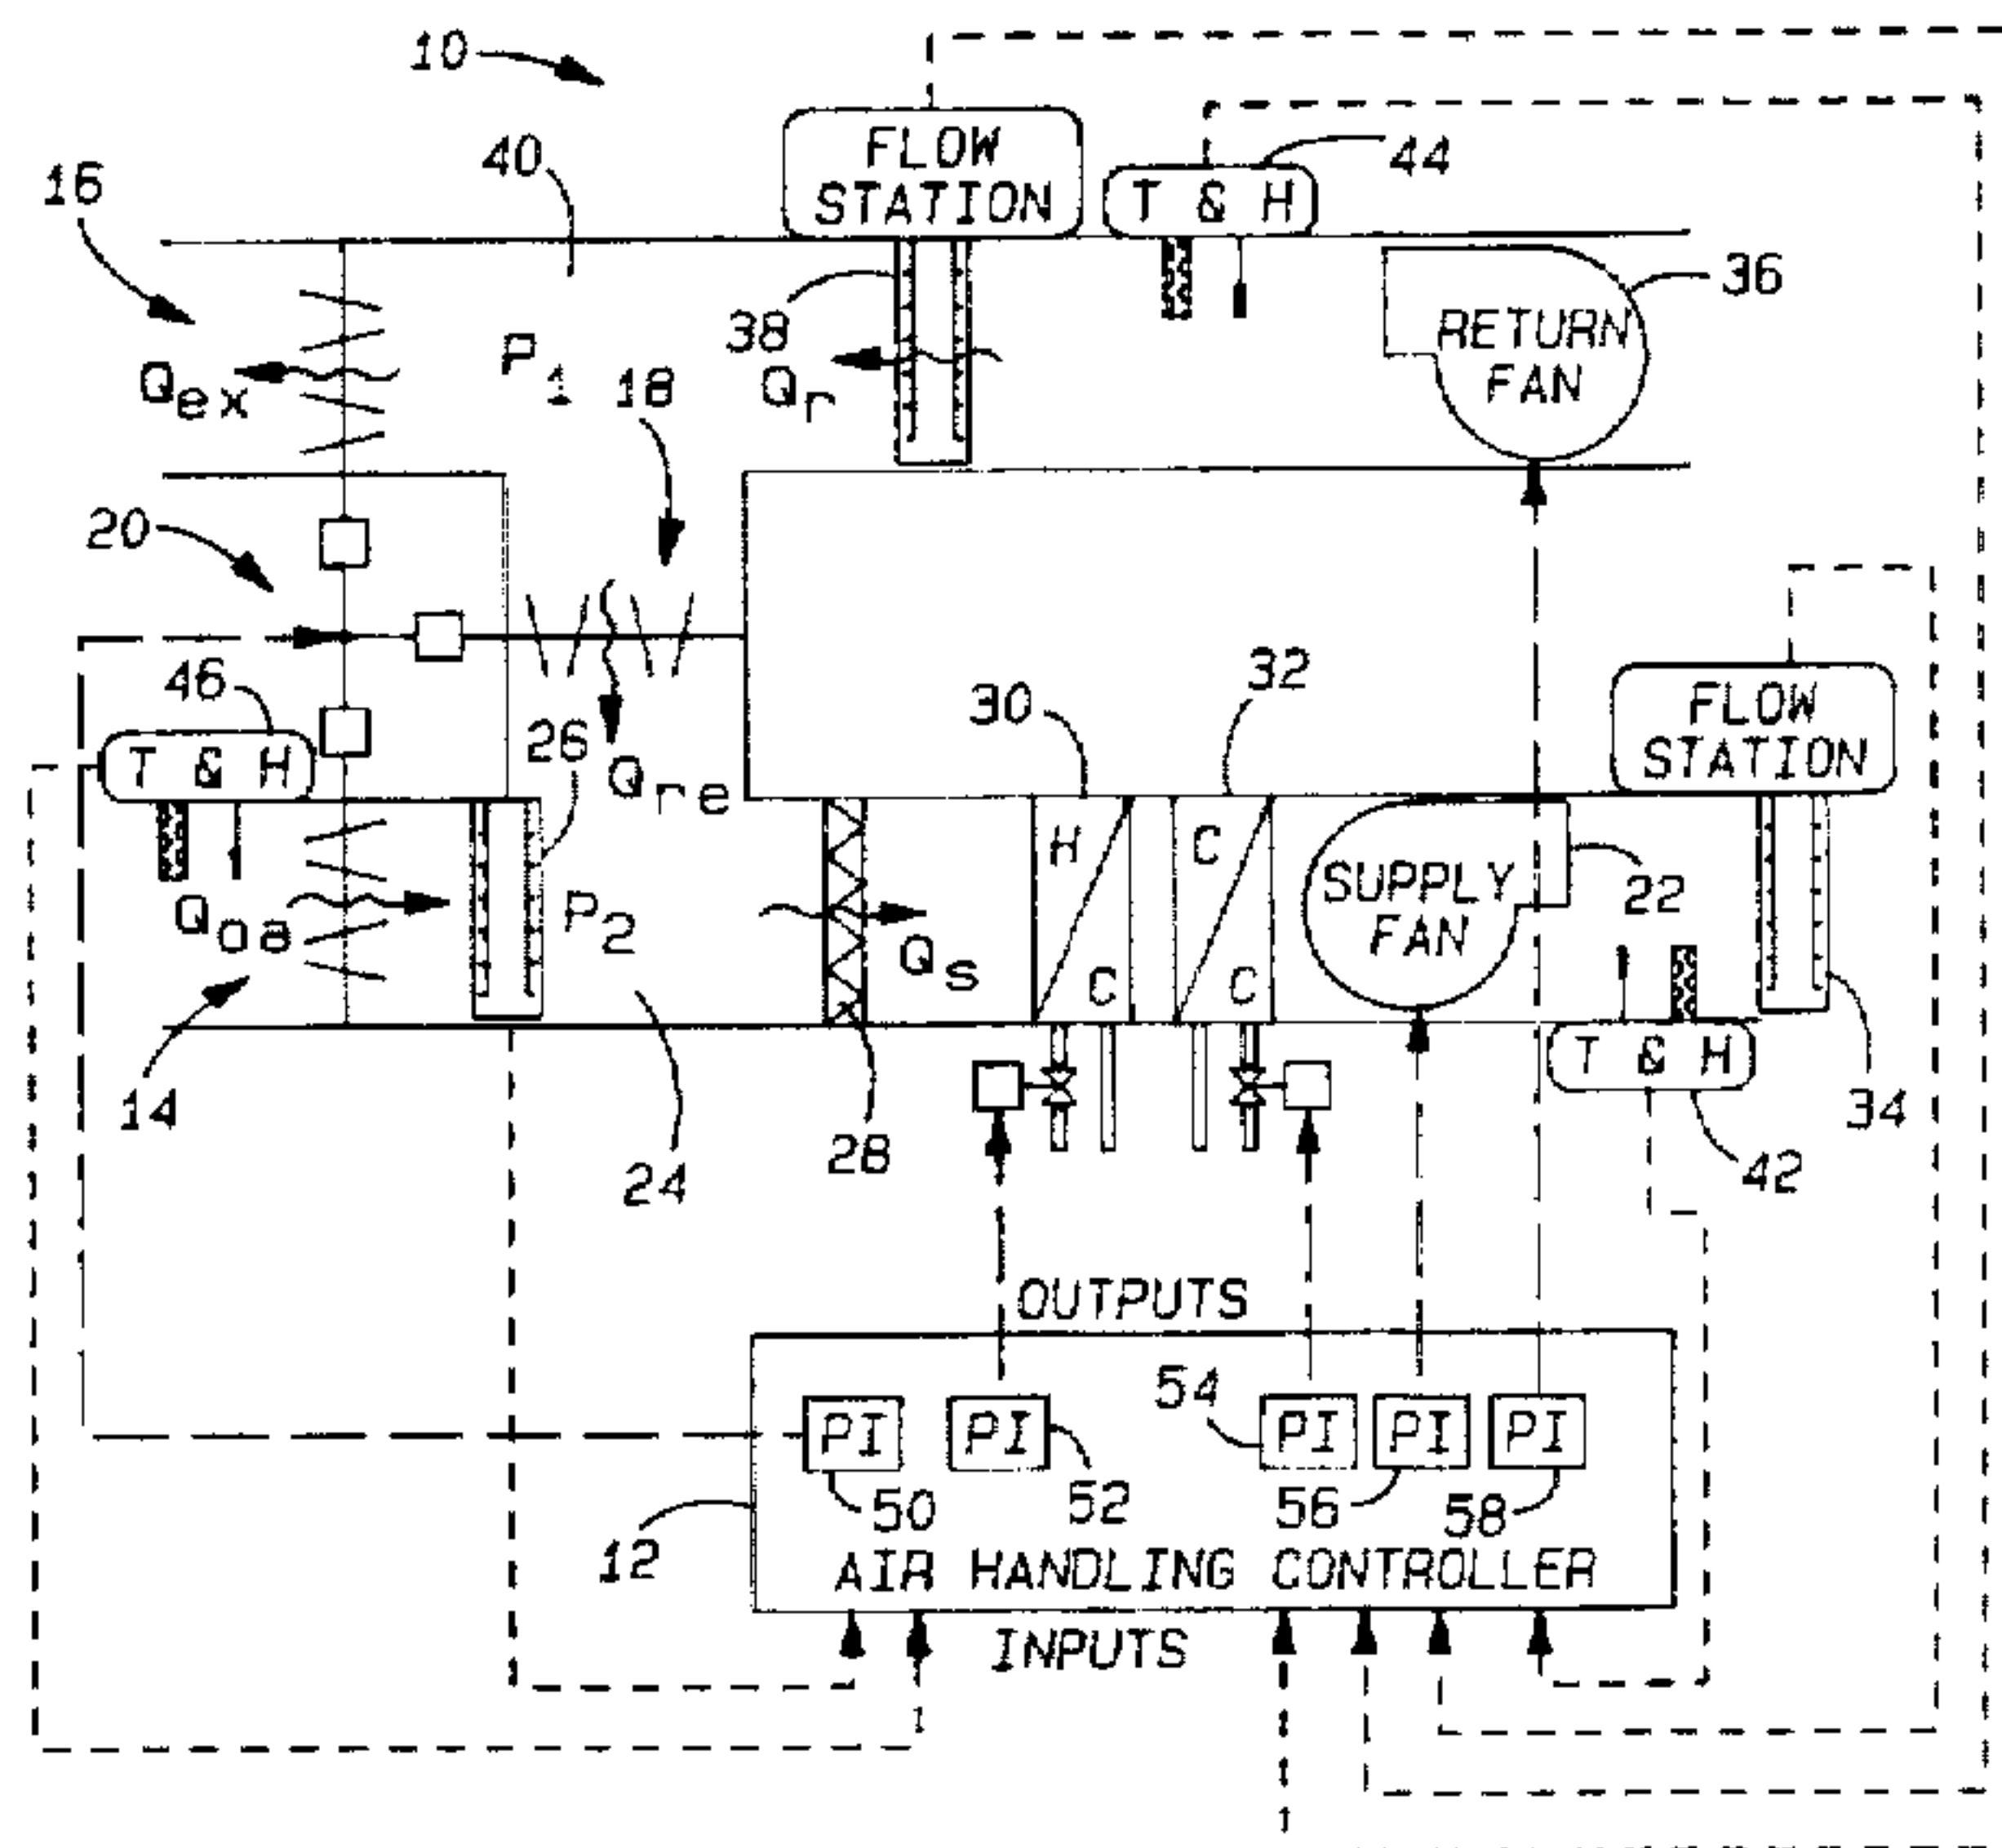 10
FLOW
STATION
40
44
T & H
16
36
38
RETURN
FAN
P1
18
Qex
Qr
20
46
T & H
26
30
32
FLOW
STATION
Qre
H
C
C
C
SUPPLY
FAN
22
Qoa
P2
Qs
14
24
28
T & H
34
42
OUTPUTS
54
PI
PI
PI
PI
PI
50
52
56
58
12
AIR HANDLING CONTROLLER
INPUTS